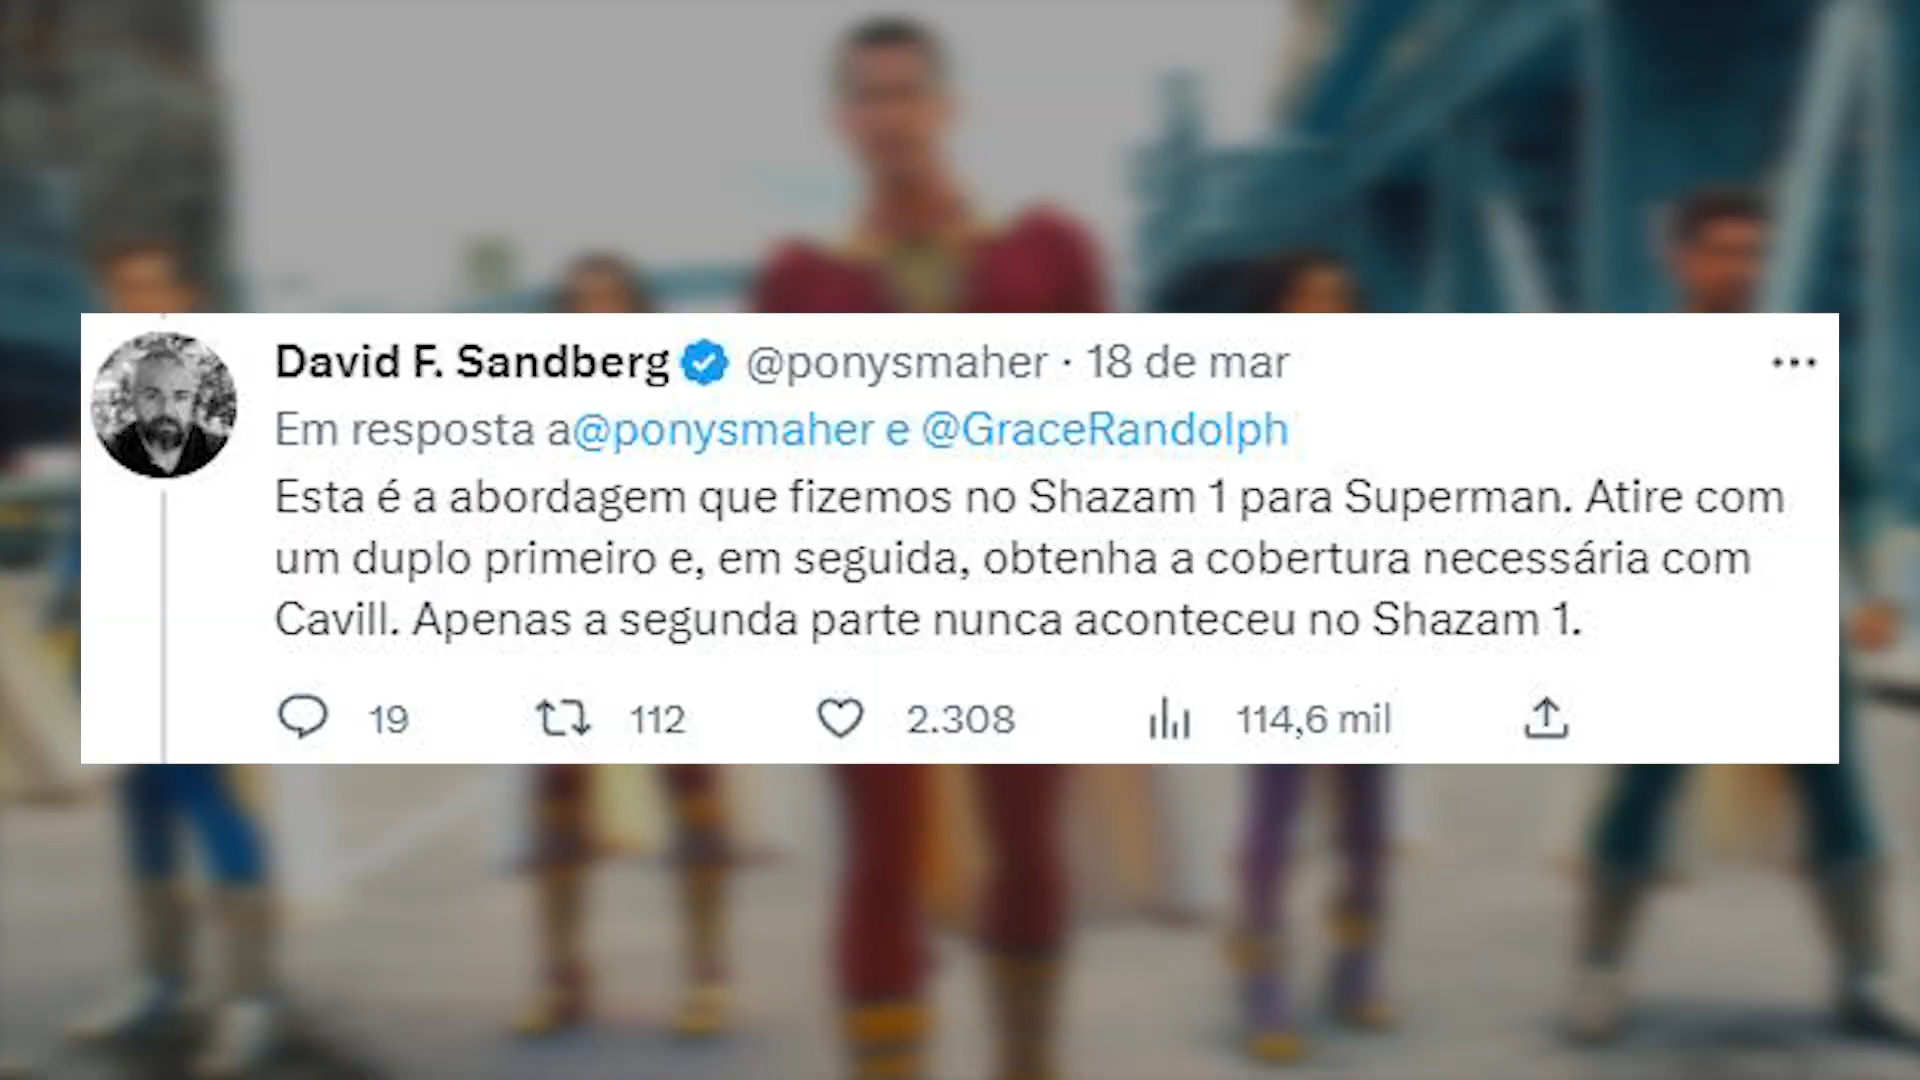 David F. Sandberg @ponysmaher · 18 de mar
Em resposta a@ponysmaher e @GraceRandolph
Esta é a abordagem que fizemos no Shazam 1 para Superman. Atire com
um duplo primeiro e, em seguida, obtenha a cobertura necessária com
Cavill. Apenas a segunda parte nunca aconteceu no Shazam 1.
19 112 2.308 114,6 mil